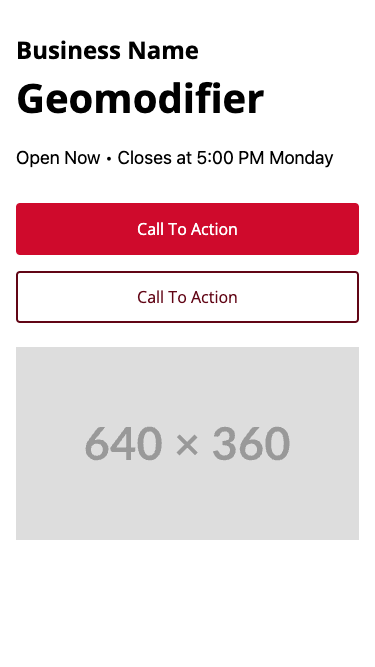 Business Name
Geomodifier
Open Now • Closes at 5:00 PM Monday
Call To Action
Call To Action
640 × 360